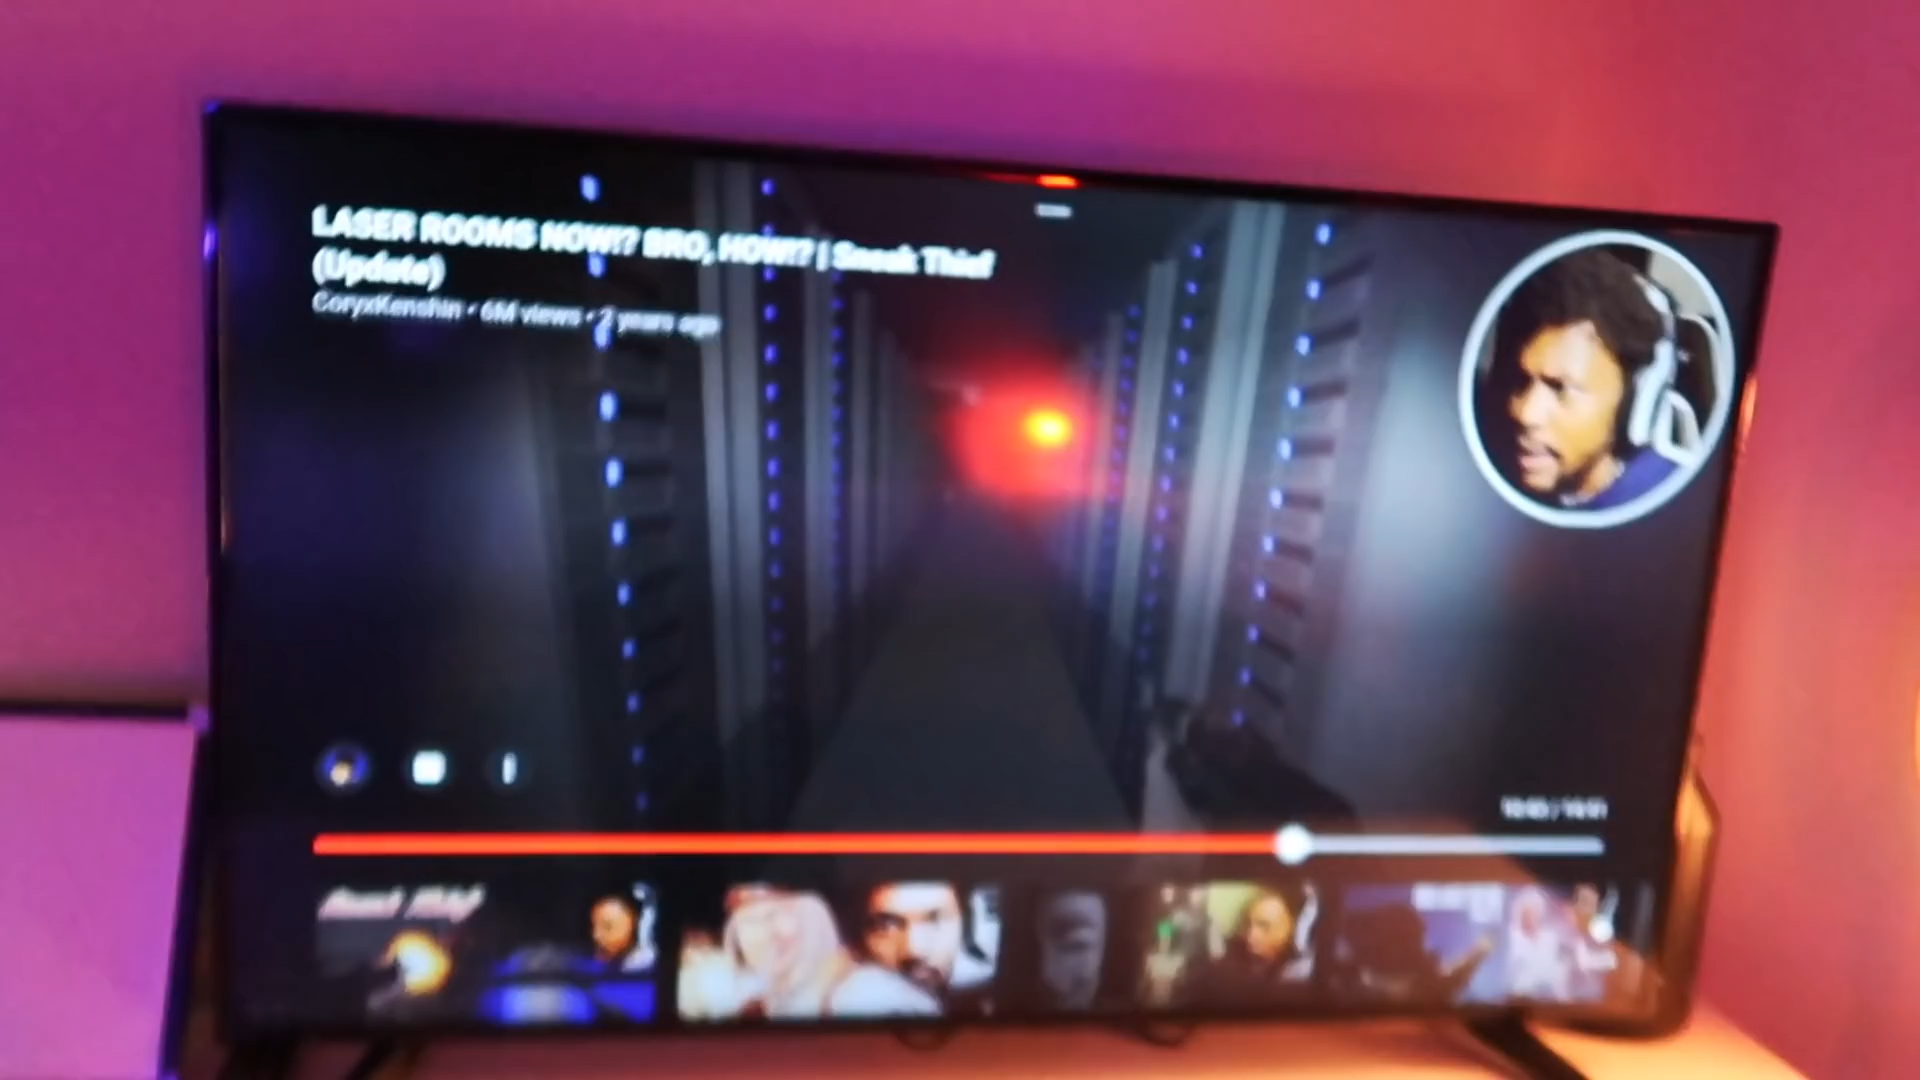 LASER ROOMS NOW!? BRO, HOW!? | Sneak Thief
(Update)
CoryxKenshin • 6M views • 2 years ago